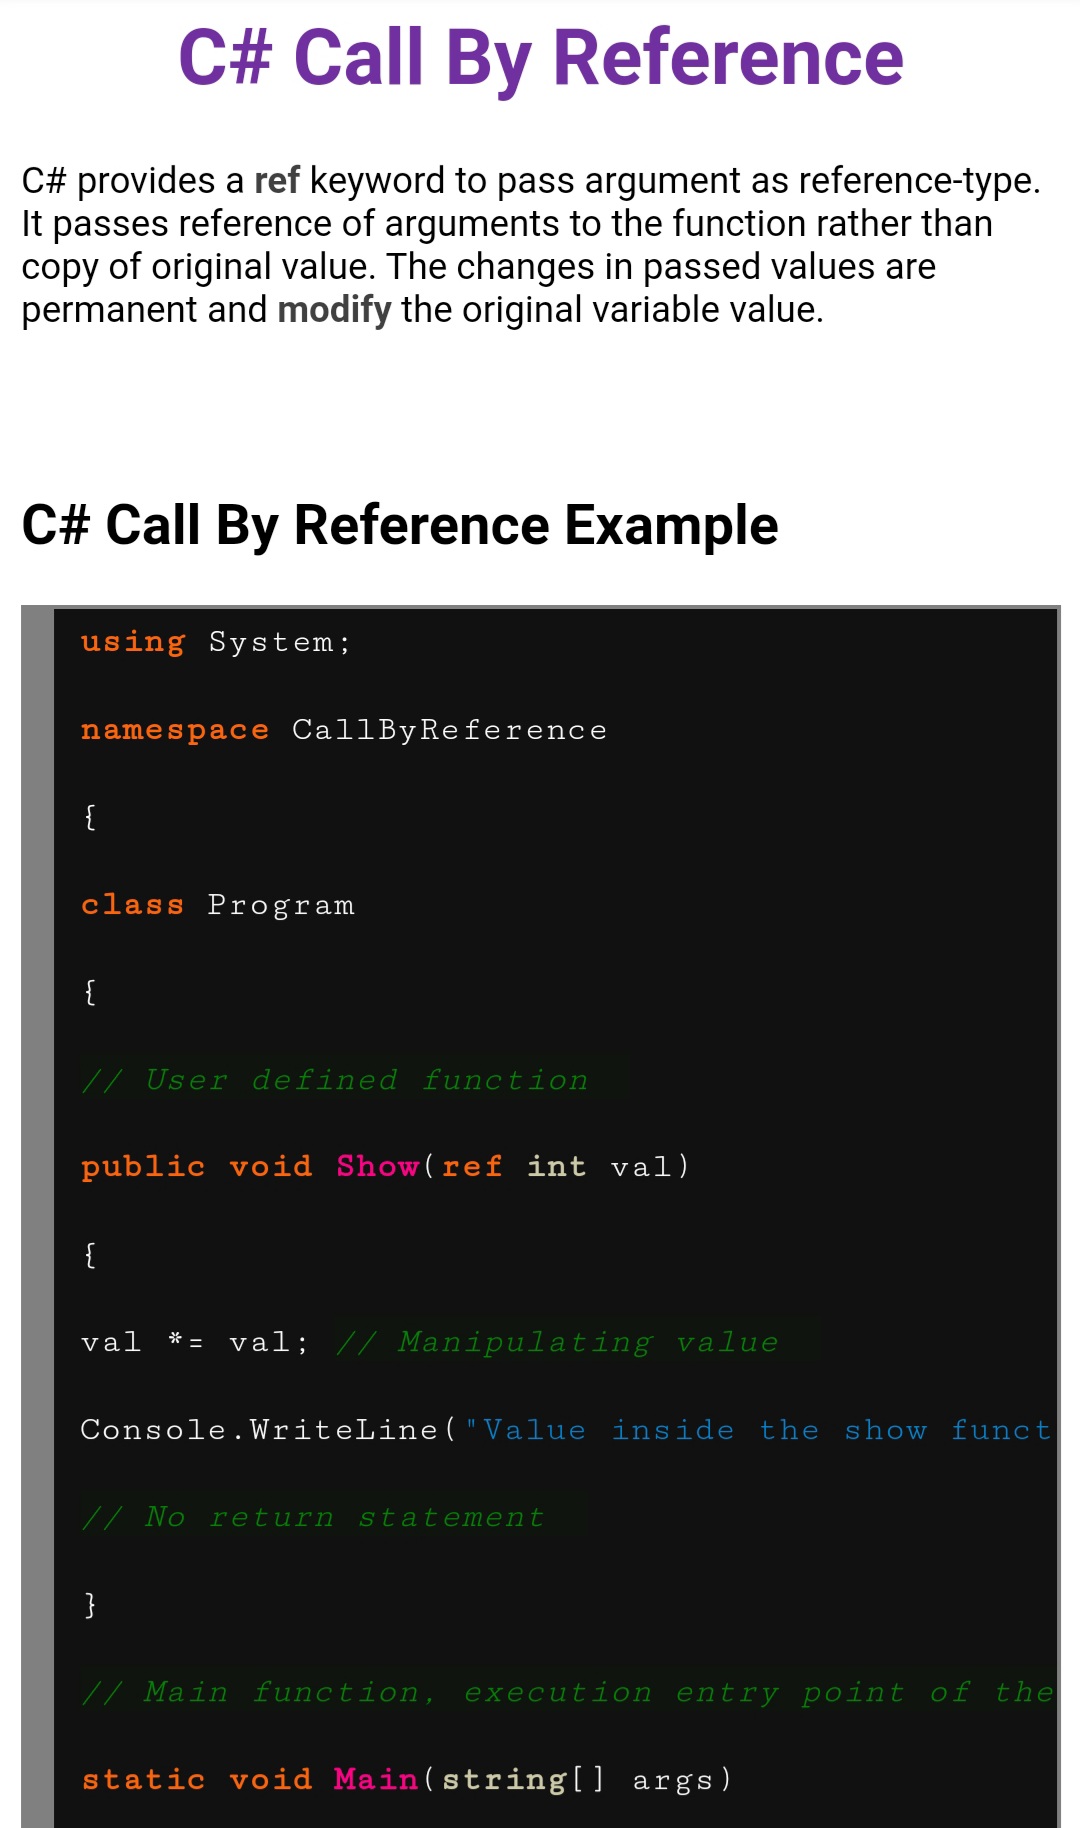 C# Call By Reference
C# provides a ref keyword to pass argument as reference-type.
It passes reference of arguments to the function rather than
copy of original value. The changes in passed values are
permanent and modify the original variable value.
C# Call By Reference Example
using System;
namespace CallByReference
{
class Program
{
// User defined function
public void Show(ref int val)
{
val *= val; // Manipulating value
Console.WriteLine("Value inside the show funct
// No return statement
}
// Main function, execution entry point of the
static void Main(string[] args)